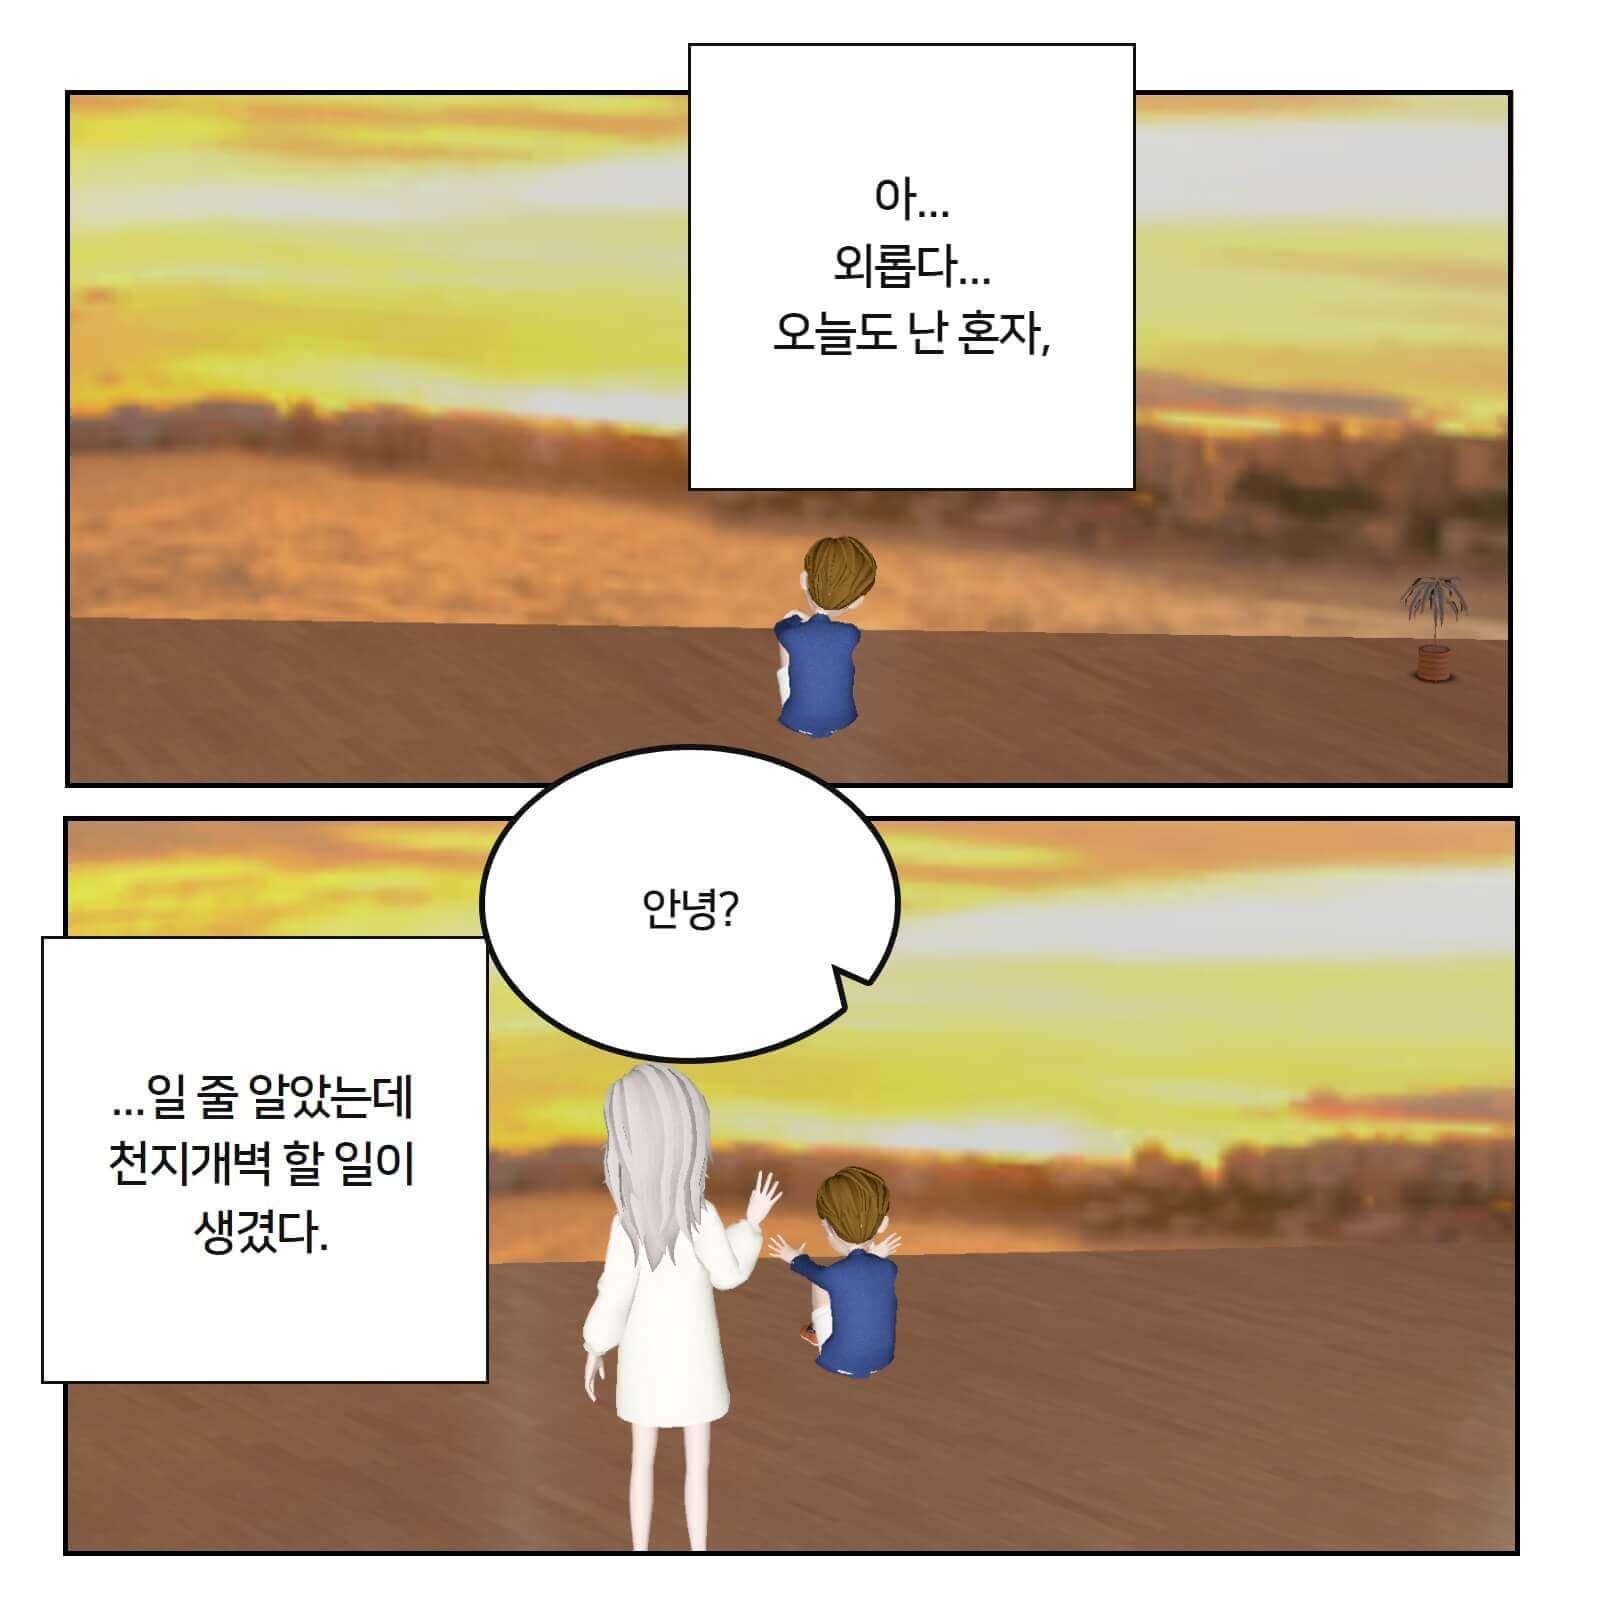 아...
외롭다...
오늘도 난 혼자,
안녕?
...일 줄 알았는데
천지개벽 할 일이
생겼다.